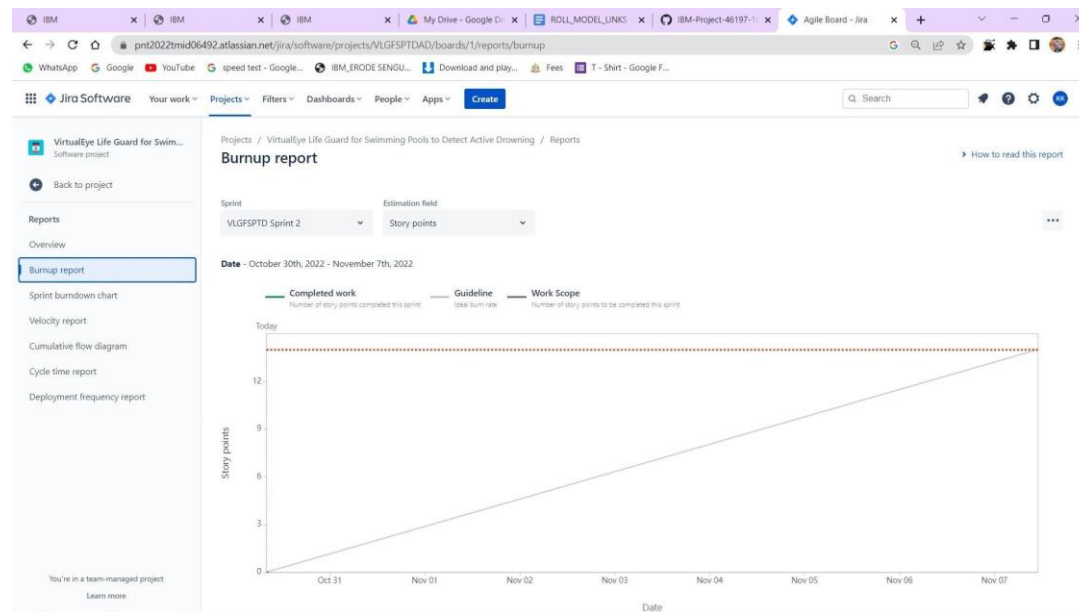 IBM
IBM
IBM
My Drive - Google Dr
ROLL_MODEL_LINKS
IBM-Project-46197-1
Agile Board - Jira
pnt2022tmid06492.atlassian.net/jira/software/projects/VLGFSPTDAD/boards/1/reports/burnup
WhatsApp Google YouTube speed test - Google... IBM_ERODE SENGU... Download and play... Fees T - Shirt - Google F...
Jira Software Your work Projects Filters Dashboards People Apps Create Search KK
VirtualEye Life Guard for Swim...
Software project
Back to project
Reports
Overview
Burnup report
Sprint burndown chart
Velocity report
Cumulative flow diagram
Cycle time report
Deployment frequency report
You're in a team-managed project
Learn more
Projects / VirtualEye Life Guard for Swimming Pools to Detect Active Drowning / Reports
Burnup report
How to read this report
Sprint Estimation field
VLGFSPTD Sprint 2 Story points
Date - October 30th, 2022 - November 7th, 2022
Completed work Guideline Work Scope
Number of story points completed this sprint Ideal burn rate Number of story points to be completed this sprint
Today
12
9
6
3
0
Story points
Oct 31 Nov 01 Nov 02 Nov 03 Nov 04 Nov 05 Nov 06 Nov 07
Date